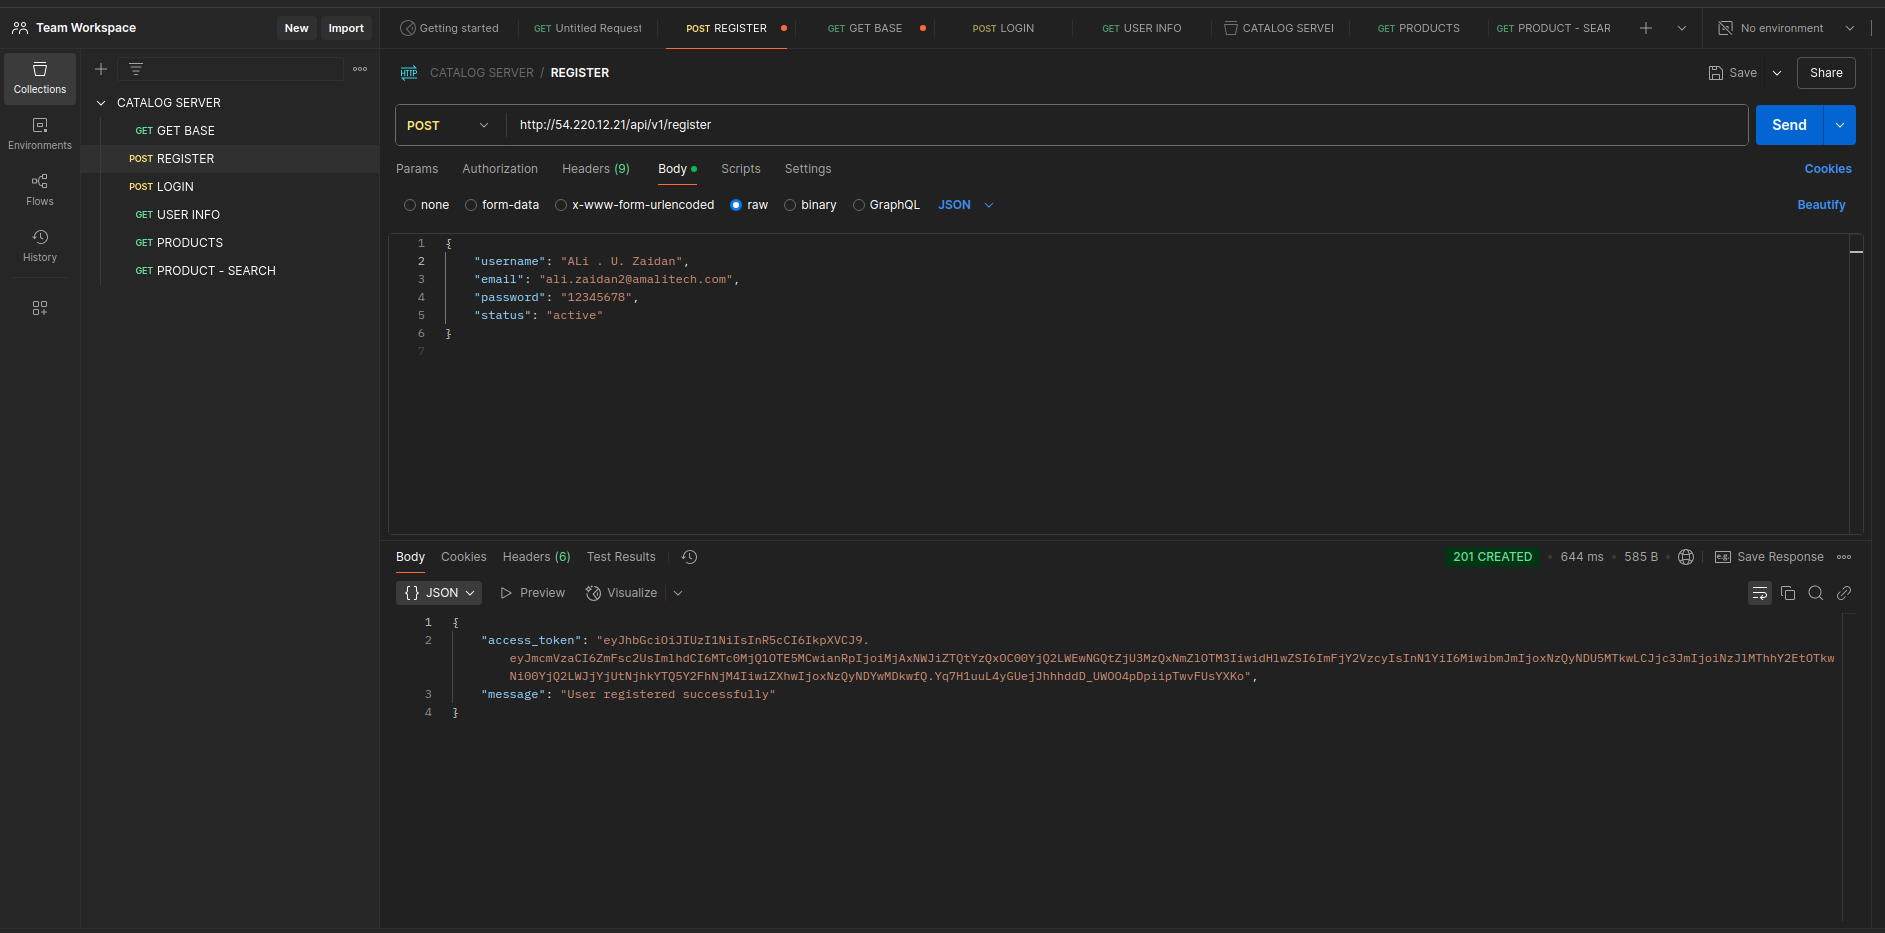 Team Workspace
New
Import
Getting started
GET Untitled Request
POST REGISTER
GET GET BASE
POST LOGIN
GET USER INFO
CATALOG SERVEI
GET PRODUCTS
GET PRODUCT - SEAR
No environment
Collections
Environments
Flows
History
CATALOG SERVER
GET GET BASE
POST REGISTER
POST LOGIN
GET USER INFO
GET PRODUCTS
GET PRODUCT - SEARCH
HTTP CATALOG SERVER / REGISTER
Save
Share
POST
http://54.220.12.21/api/v1/register
Send
Params
Authorization
Headers (9)
Body
Scripts
Settings
Cookies
none
form-data
x-www-form-urlencoded
raw
binary
GraphQL
JSON
Beautify
1 {
2 "username": "ALi . U. Zaidan",
3 "email": "ali.zaidan2@amalitech.com",
4 "password": "12345678",
5 "status": "active"
6 }
7
Body
Cookies
Headers (6)
Test Results
201 CREATED
644 ms
585 B
e.g. Save Response
{} JSON
Preview
Visualize
1 {
2 "access_token": "eyJhbGciOiJIUzI1NiIsInR5cCI6IkpXVCJ9.
3 "message": "User registered successfully"
4 }